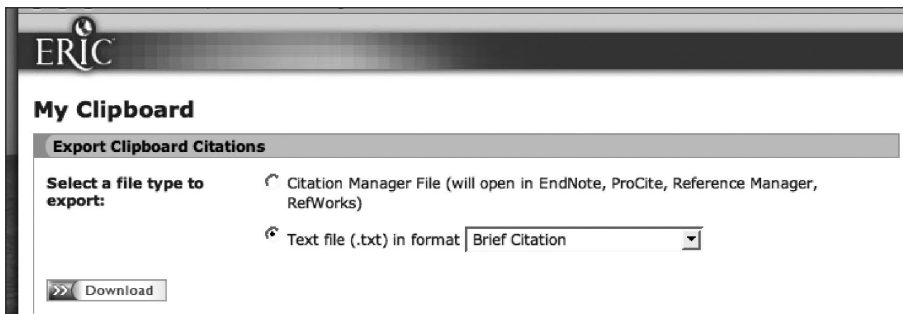 ERIC
My Clipboard
Export Clipboard Citations
Select a file type to
export:
Citation Manager File (will open in EndNote, ProCite, Reference Manager,
RefWorks)
Text file (.txt) in format Brief Citation
Download